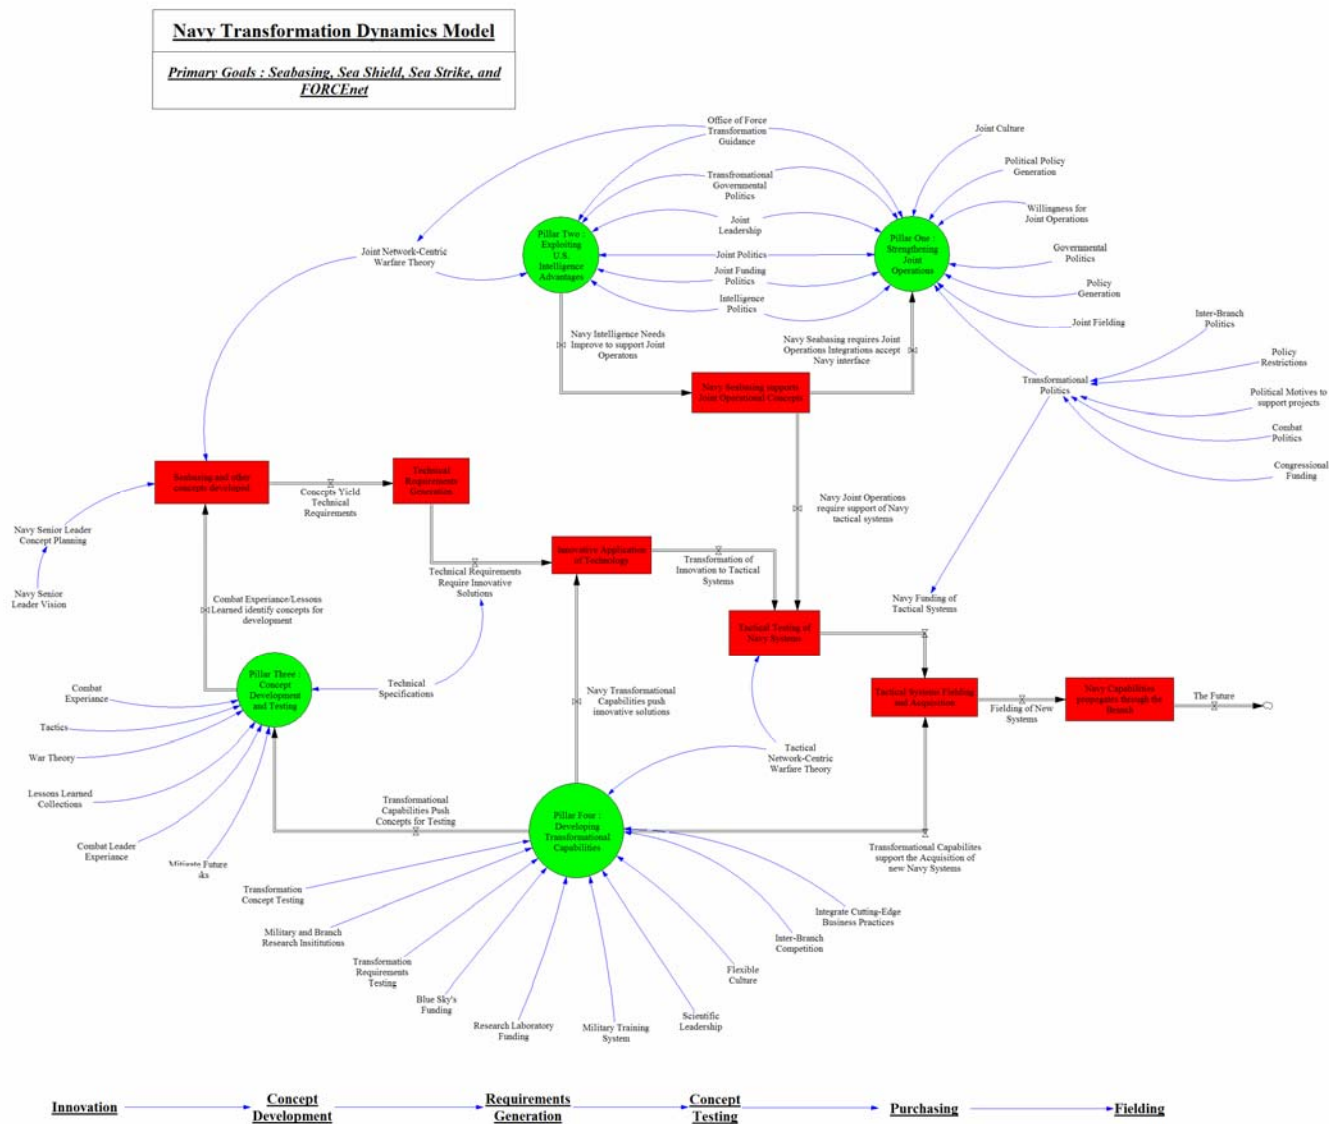 Navy Transformation Dynamics Model
Primary Goals : Seabasing, Sea Shield, Sea Strike, and
FORCEnet
Office of Force
Transformation
Guidance
Joint Culture
Political Policy
Generation
Transfromational
Governmental
Politics
Willingness for
Joint Operations
Joint
Leadership
Pillar Two :
Exploiting
U.S.
Intelligence
Advantages
Pillar One :
Strengthening
Joint
Operations
Joint Network-Centric
Warfare Theory
Joint Politics
Governmental
Politics
Joint Funding
Politics
Policy
Generation
Intelligence
Politics
Joint Fielding
Inter-Branch
Politics
Navy Intelligence Needs
Improve to support Joint
Operatons
Navy Seabasing requires Joint
Operations Integrations accept
Navy interface
Policy
Restrictions
Transformational
Politics
Navy Seabasing supports
Joint Operational Concepts
Political Motives to
support projects
Combat
Politics
Congressional
Funding
Seabasing and other
concepts developed
Technical
Requirements
Generation
Concepts Yield
Technical
Requirements
Navy Joint Operations
require support of Navy
tactical systems
Navy Senior Leader
Concept Planning
Innovative Application
of Technology
Transformation of
Innovation to Tactical
Systems
Technical Requirements
Require Innovative
Solutions
Navy Senior
Leader Vision
Combat Experiance/Lessons
Learned identify concepts for
development
Navy Funding of
Tactical Systems
Tactical Testing of
Navy Systems
Pillar Three :
Concept
Development
and Testing
Technical
Specifications
Combat
Experiance
Navy Transformational
Capabilities push
innovative solutions
Tactical Systems Fielding
and Acquisition
Fielding of New
Systems
Navy Capabilities
propogates through the
Branch
The Future
Tactics
War Theory
Tactical
Network-Centric
Warfare Theory
Lessons Learned
Collections
Transformational
Capabilities Push
Concepts for Testing
Pillar Four :
Developing
Transformational
Capabilities
Combat Leader
Experiance
Mitigate Future
sks
Transformational Capabilites
support the Acquisition of
new Navy Systems
Transformation
Concept Testing
Integrate Cutting-Edge
Business Practices
Military and Branch
Research Insititutions
Inter-Branch
Competition
Transformation
Requirements
Testing
Flexible
Culture
Blue Sky's
Funding
Research Laboratory
Funding
Military Training
System
Scientific
Leadership
Innovation
Concept
Development
Requirements
Generation
Concept
Testing
Purchasing
Fielding